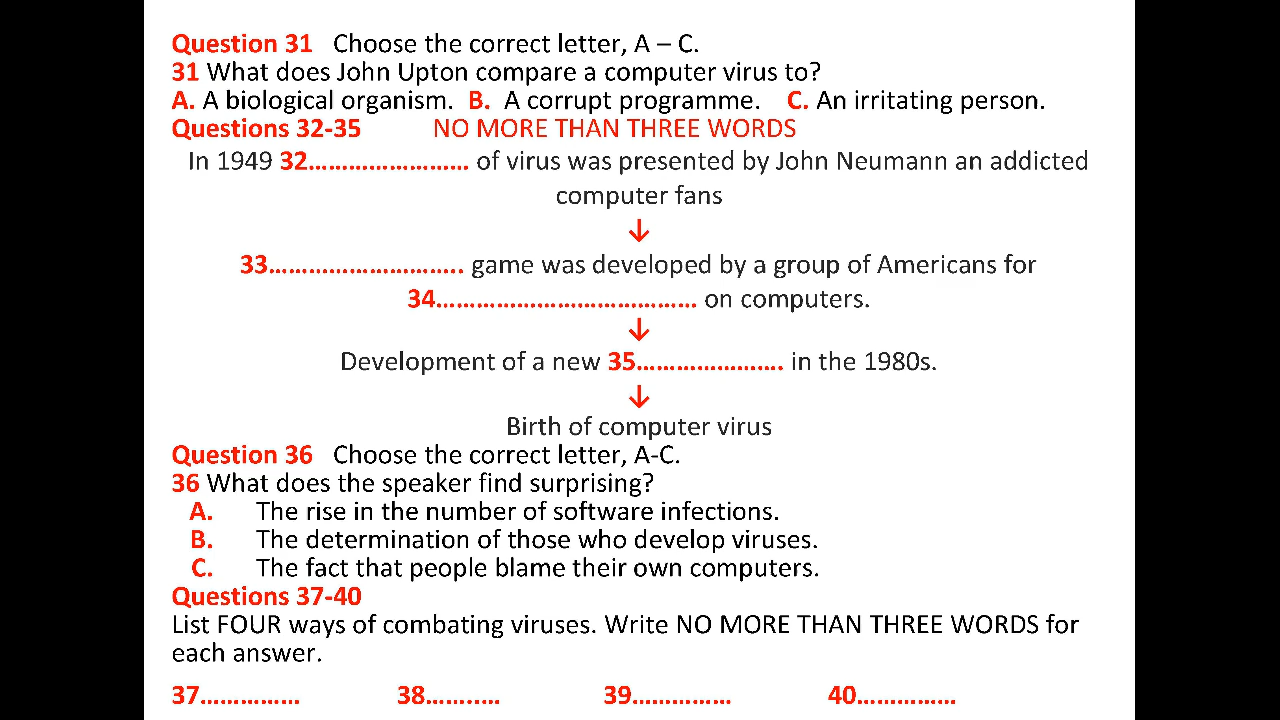 Question 31 Choose the correct letter, A – C.
31 What does John Upton compare a computer virus to?
A. A biological organism. B. A corrupt programme. C. An irritating person.
Questions 32-35 NO MORE THAN THREE WORDS
In 1949 32…………………… of virus was presented by John Neumann an addicted
computer fans
↓
33……………………….. game was developed by a group of Americans for
34………………………………… on computers.
↓
Development of a new 35…………………. in the 1980s.
↓
Birth of computer virus
Question 36 Choose the correct letter, A-C.
36 What does the speaker find surprising?
A. The rise in the number of software infections.
B. The determination of those who develop viruses.
C. The fact that people blame their own computers.
Questions 37-40
List FOUR ways of combating viruses. Write NO MORE THAN THREE WORDS for
each answer.
37…………… 38…….…… 39…………… 40……………